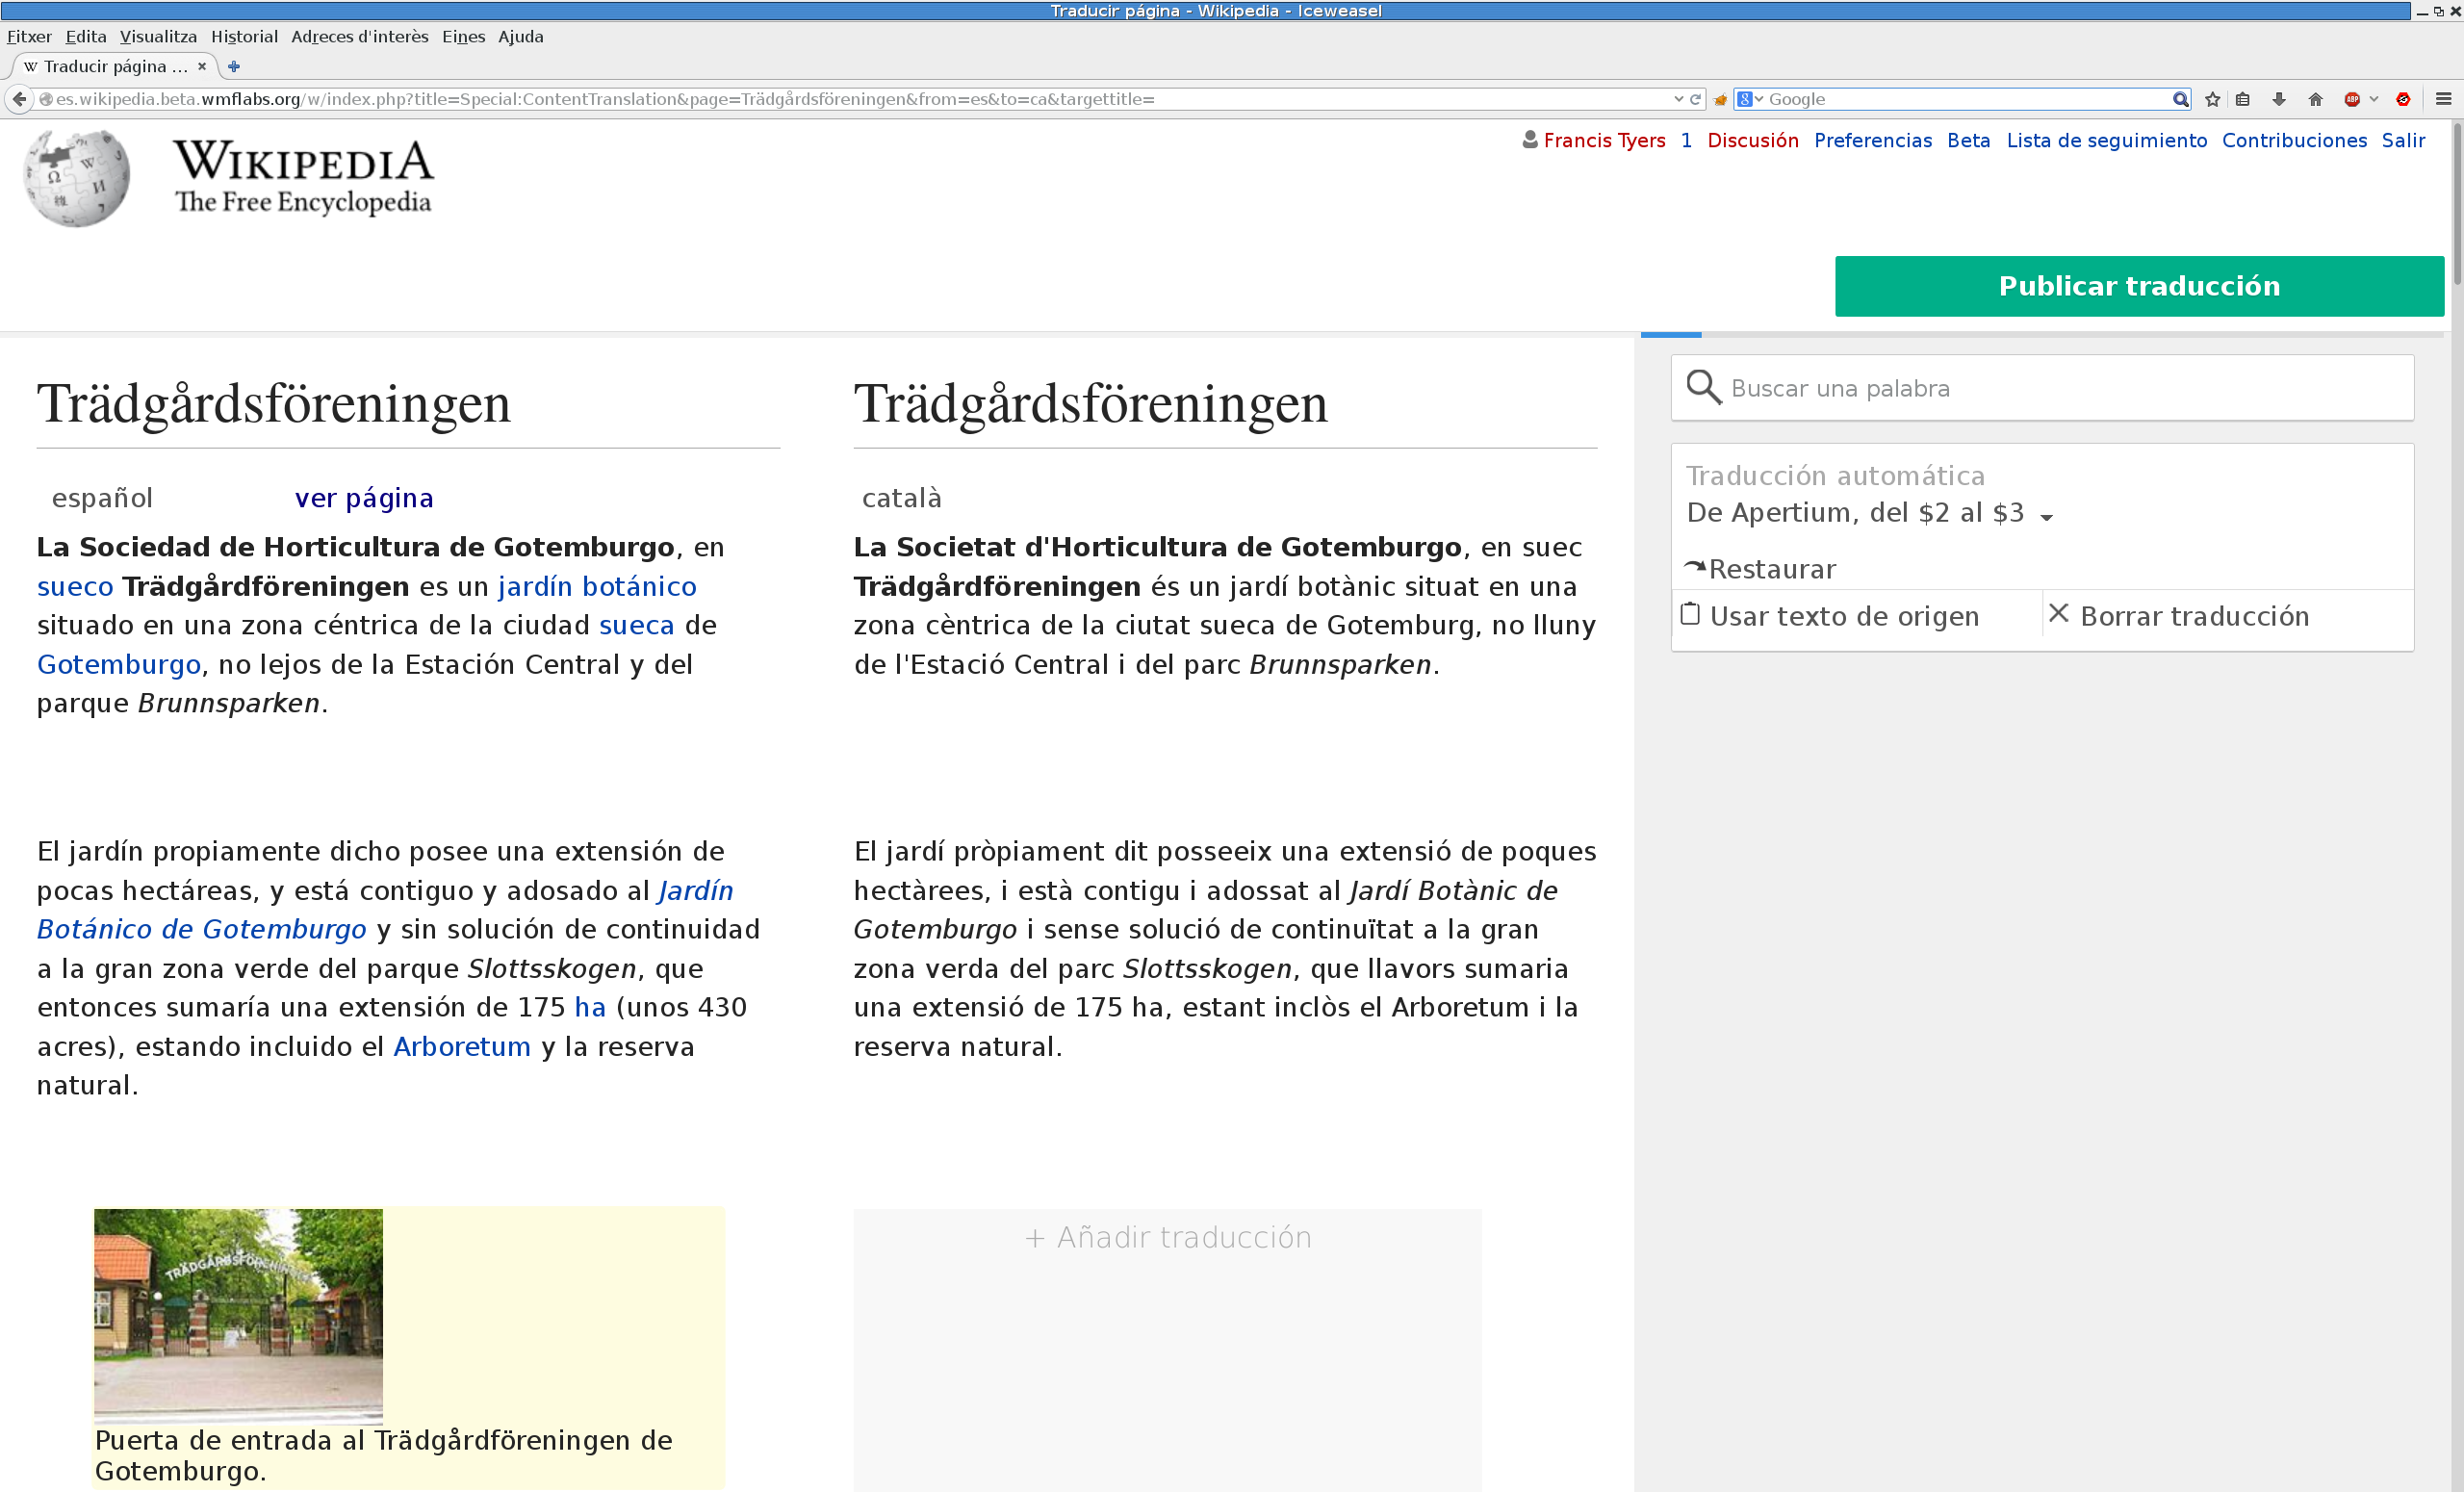 Traducir página - Wikipedia - Iceweasel
Fitxer Edita Visualitza Historial Adreces d'interès Eines Ajuda
W Traducir página ...
es.wikipedia.beta.wmflabs.org/w/index.php?title=Special:ContentTranslation&page=Trädgårdsföreningen&from=es&to=ca&targettitle=
8 Google
ABP
WIKIPEDIA
The Free Encyclopedia
Francis Tyers 1 Discusión Preferencias Beta Lista de seguimiento Contribuciones Salir
Publicar traducción
Trädgårdsföreningen
español ver página
La Sociedad de Horticultura de Gotemburgo, en
sueco Trädgårdföreningen es un jardín botánico
situado en una zona céntrica de la ciudad sueca de
Gotemburgo, no lejos de la Estación Central y del
parque Brunnsparken.
El jardín propiamente dicho posee una extensión de
pocas hectáreas, y está contiguo y adosado al Jardín
Botánico de Gotemburgo y sin solución de continuidad
a la gran zona verde del parque Slottsskogen, que
entonces sumaría una extensión de 175 ha (unos 430
acres), estando incluido el Arboretum y la reserva
natural.
TRÄDGÅRDSFÖRENINGEN
Puerta de entrada al Trädgårdföreningen de
Gotemburgo.
Trädgårdsföreningen
català
La Societat d'Horticultura de Gotemburgo, en suec
Trädgårdföreningen és un jardí botànic situat en una
zona cèntrica de la ciutat sueca de Gotemburg, no lluny
de l'Estació Central i del parc Brunnsparken.
El jardí pròpiament dit posseeix una extensió de poques
hectàrees, i està contigu i adossat al Jardí Botànic de
Gotemburgo i sense solució de continuïtat a la gran
zona verda del parc Slottsskogen, que llavors sumaria
una extensió de 175 ha, estant inclòs el Arboretum i la
reserva natural.
+ Añadir traducción
Buscar una palabra
Traducción automática
De Apertium, del $2 al $3
Restaurar
Usar texto de origen
Borrar traducción